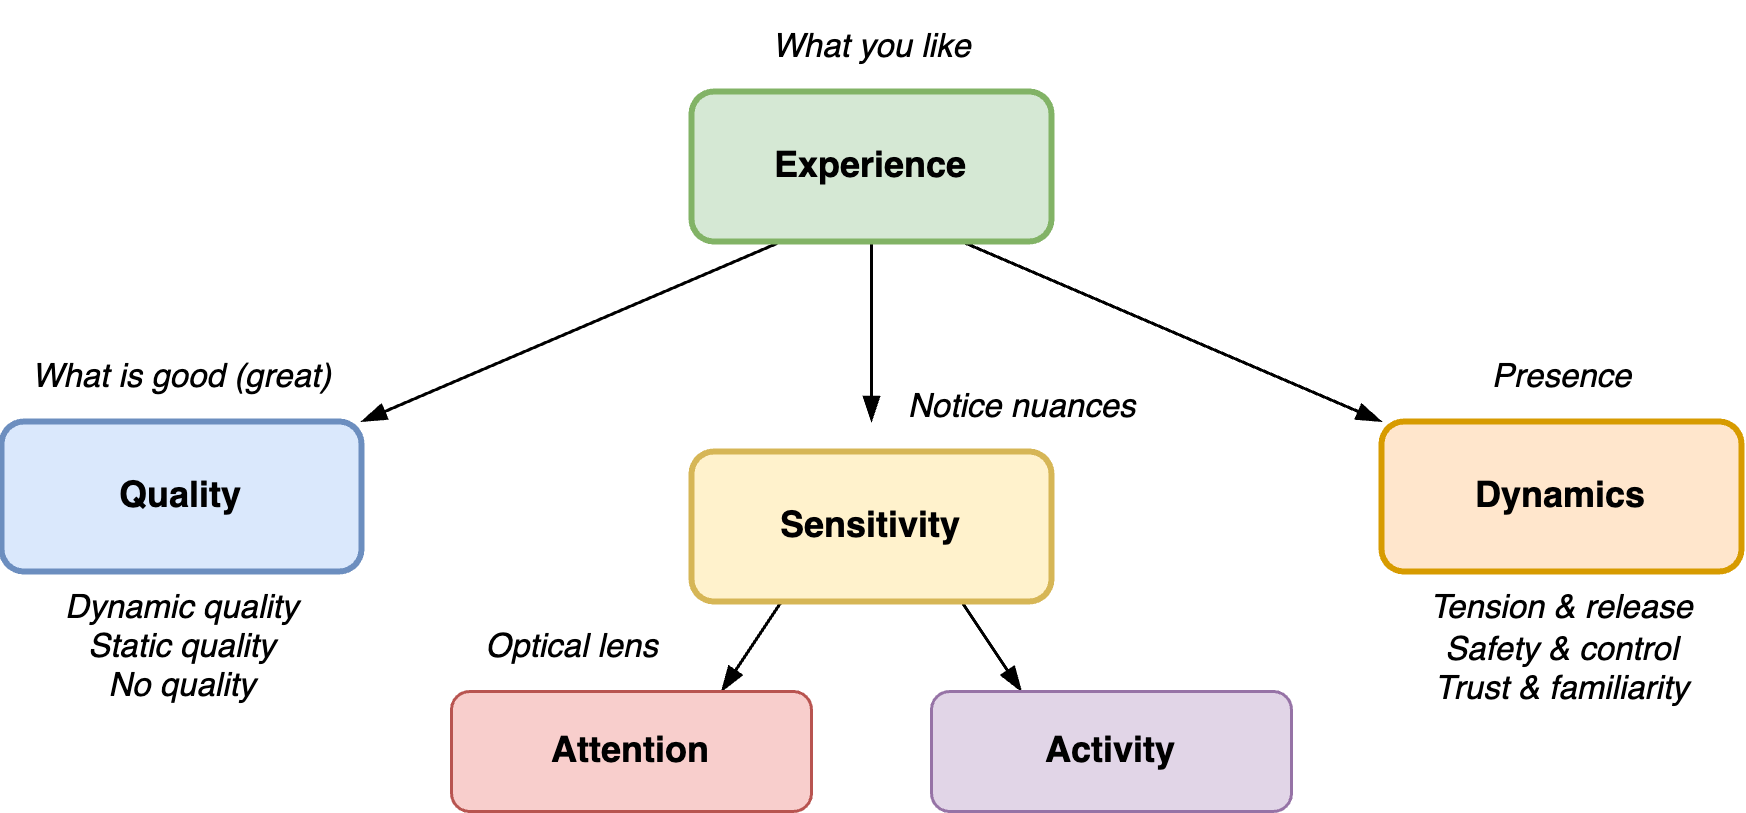 What you like
Experience
What is good (great)
Quality
Dynamic quality
Static quality
No quality
Notice nuances
Sensitivity
Optical lens
Attention
Activity
Presence
Dynamics
Tension & release
Safety & control
Trust & familiarity